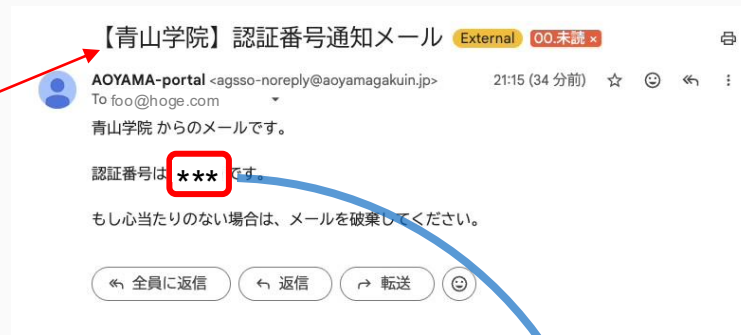 【青山学院】認証番号通知メール External 00.未読 ×
AOYAMA-portal <agsso-noreply@aoyamagakuin.jp> 21:15 (34 分前)
To foo@hoge.com
青山学院 からのメールです。
認証番号は *** です。
もし心当たりのない場合は、メールを破棄してください。
全員に返信 返信 転送